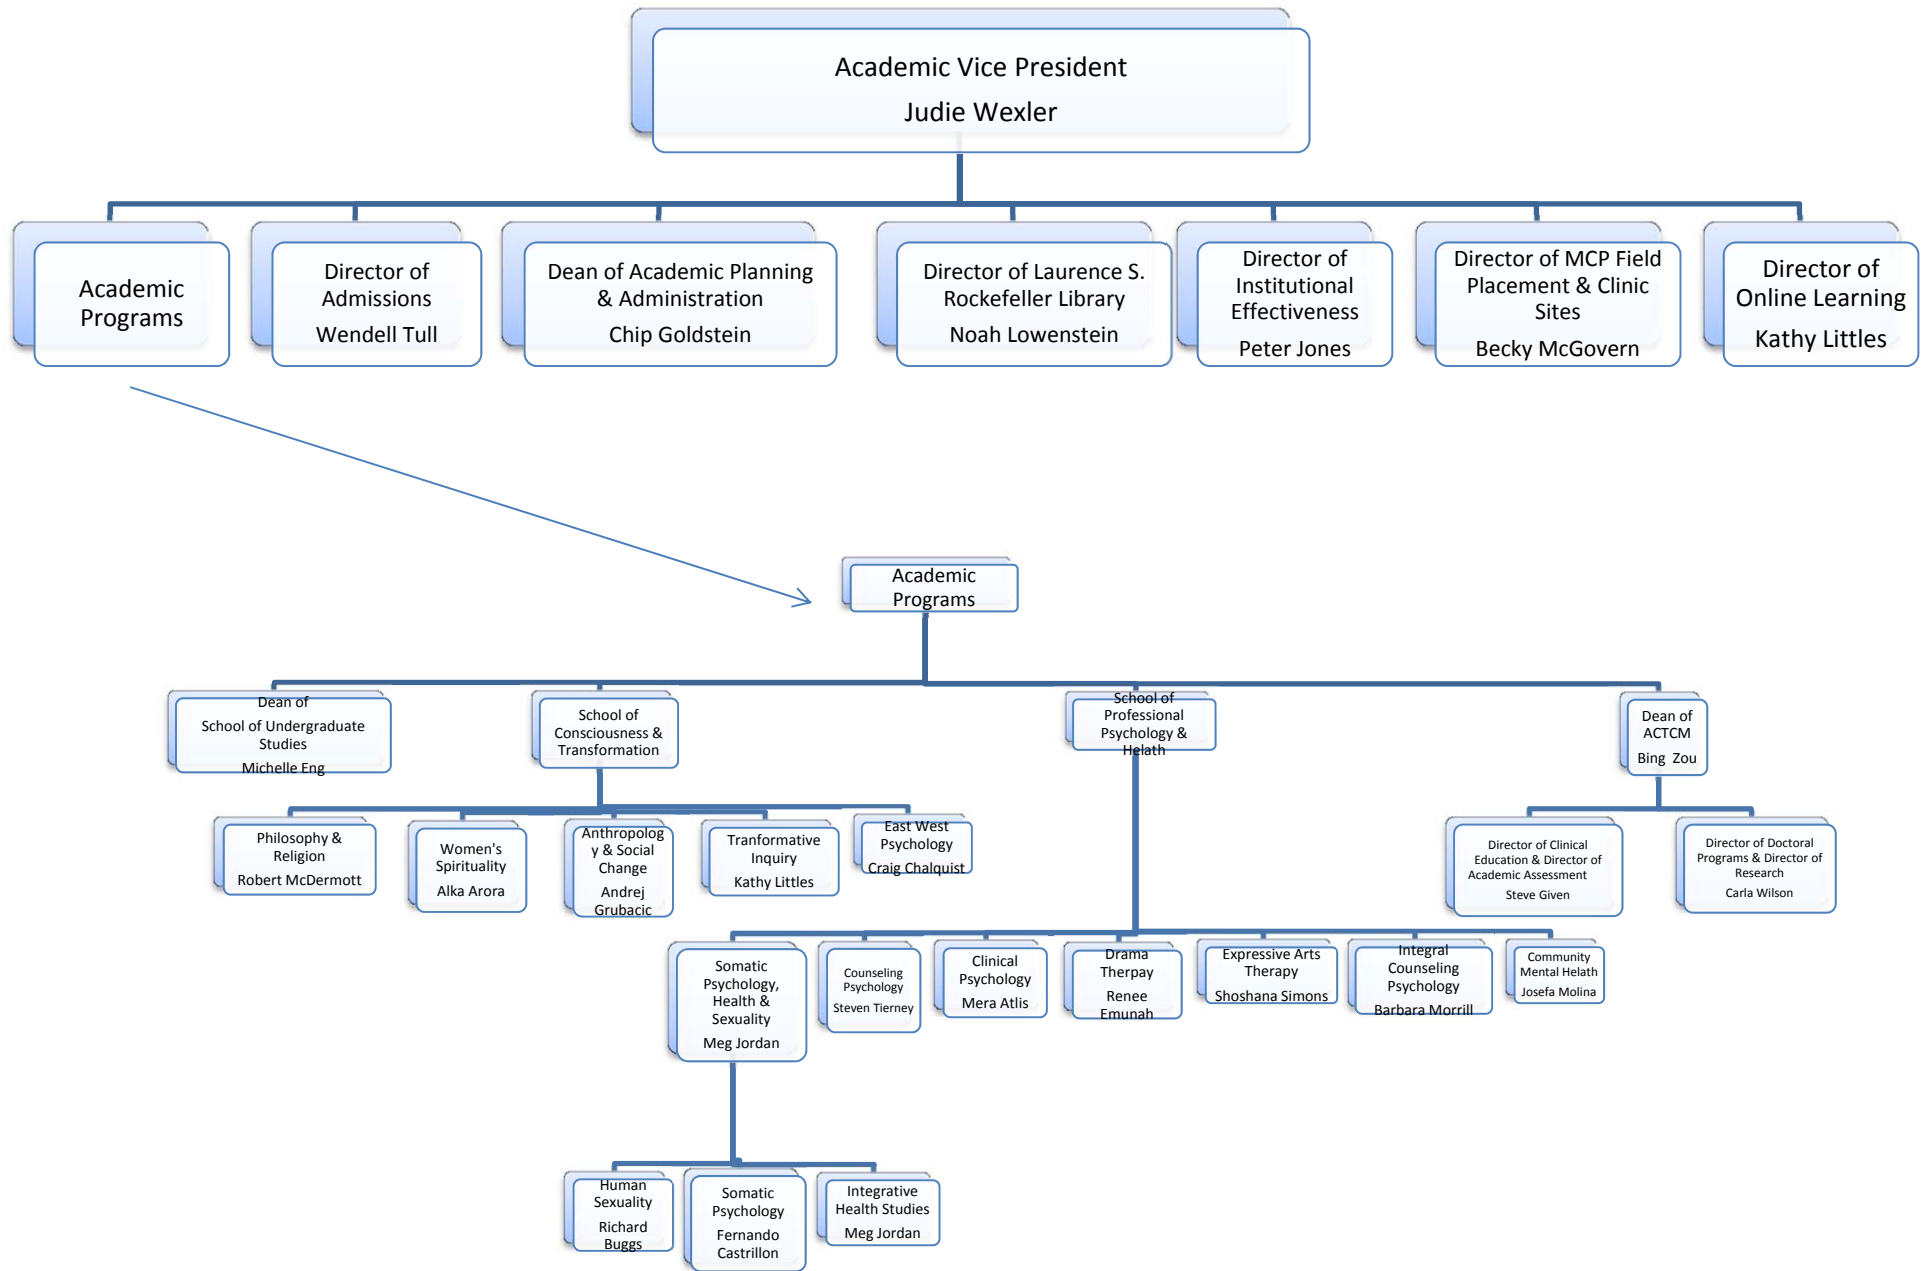 Academic Vice President
Judie Wexler
Academic
Programs
Director of
Admissions
Wendell Tull
Dean of Academic Planning
& Administration
Chip Goldstein
Director of Laurence S.
Rockefeller Library
Noah Lowenstein
Director of
Institutional
Effectiveness
Peter Jones
Director of MCP Field
Placement & Clinic
Sites
Becky McGovern
Director of
Online Learning
Kathy Littles
Academic
Programs
Dean of
School of Undergraduate
Studies
Michelle Eng
School of
Consciousness &
Transformation
School of
Professional
Psychology &
Helath
Dean of
ACTCM
Bing Zou
Philosophy &
Religion
Robert McDermott
Women's
Spirituality
Alka Arora
Anthropolog
y & Social
Change
Andrej
Grubacic
Tranformative
Inquiry
Kathy Littles
East West
Psychology
Craig Chalquist
Director of Clinical
Education & Director of
Academic Assessment
Steve Given
Director of Doctoral
Programs & Director of
Research
Carla Wilson
Somatic
Psychology,
Health &
Sexuality
Meg Jordan
Counseling
Psychology
Steven Tierney
Clinical
Psychology
Mera Atlis
Drama
Therpay
Renee
Emunah
Expressive Arts
Therapy
Shoshana Simons
Integral
Counseling
Psychology
Barbara Morrill
Community
Mental Helath
Josefa Molina
Human
Sexuality
Richard
Buggs
Somatic
Psychology
Fernando
Castrillon
Integrative
Health Studies
Meg Jordan